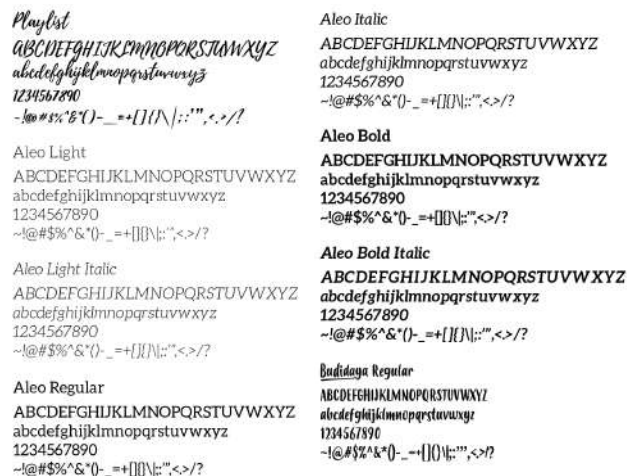 Playlist
ABCDEFGHIJKLMNOPQRSTUVWXYZ
abcdefghijklmnopqrstuvwxyz
1234567890
~!@#$%^&*()-_=+[]{}\|;:'",<.>/?
Aleo Light
ABCDEFGHIJKLMNOPQRSTUVWXYZ
abcdefghijklmnopqrstuvwxyz
1234567890
~!@#$%^&*()-_=+[]{}\|;:'",<.>/?
Aleo Light Italic
ABCDEFGHIJKLMNOPQRSTUVWXYZ
abcdefghijklmnopqrstuvwxyz
1234567890
~!@#$%^&*()-_=+[]{}\|;:'",<.>/?
Aleo Regular
ABCDEFGHIJKLMNOPQRSTUVWXYZ
abcdefghijklmnopqrstuvwxyz
1234567890
~!@#$%^&*()-_=+[]{}\|;:'",<.>/?
Aleo Italic
ABCDEFGHIJKLMNOPQRSTUVWXYZ
abcdefghijklmnopqrstuvwxyz
1234567890
~!@#$%^&*()-_=+[]{}\|;:'",<.>/?
Aleo Bold
ABCDEFGHIJKLMNOPQRSTUVWXYZ
abcdefghijklmnopqrstuvwxyz
1234567890
~!@#$%^&*()-_=+[]{}\|;:'",<.>/?
Aleo Bold Italic
ABCDEFGHIJKLMNOPQRSTUVWXYZ
abcdefghijklmnopqrstuvwxyz
1234567890
~!@#$%^&*()-_=+[]{}\|;:'",<.>/?
Budidaya Regular
ABCDEFGHIJKLMNOPQRSTUVWXYZ
abcdefghijklmnopqrstuvwxyz
1234567890
~!@#$%^&*()-_=+[]{}\|;:'",<.>/?